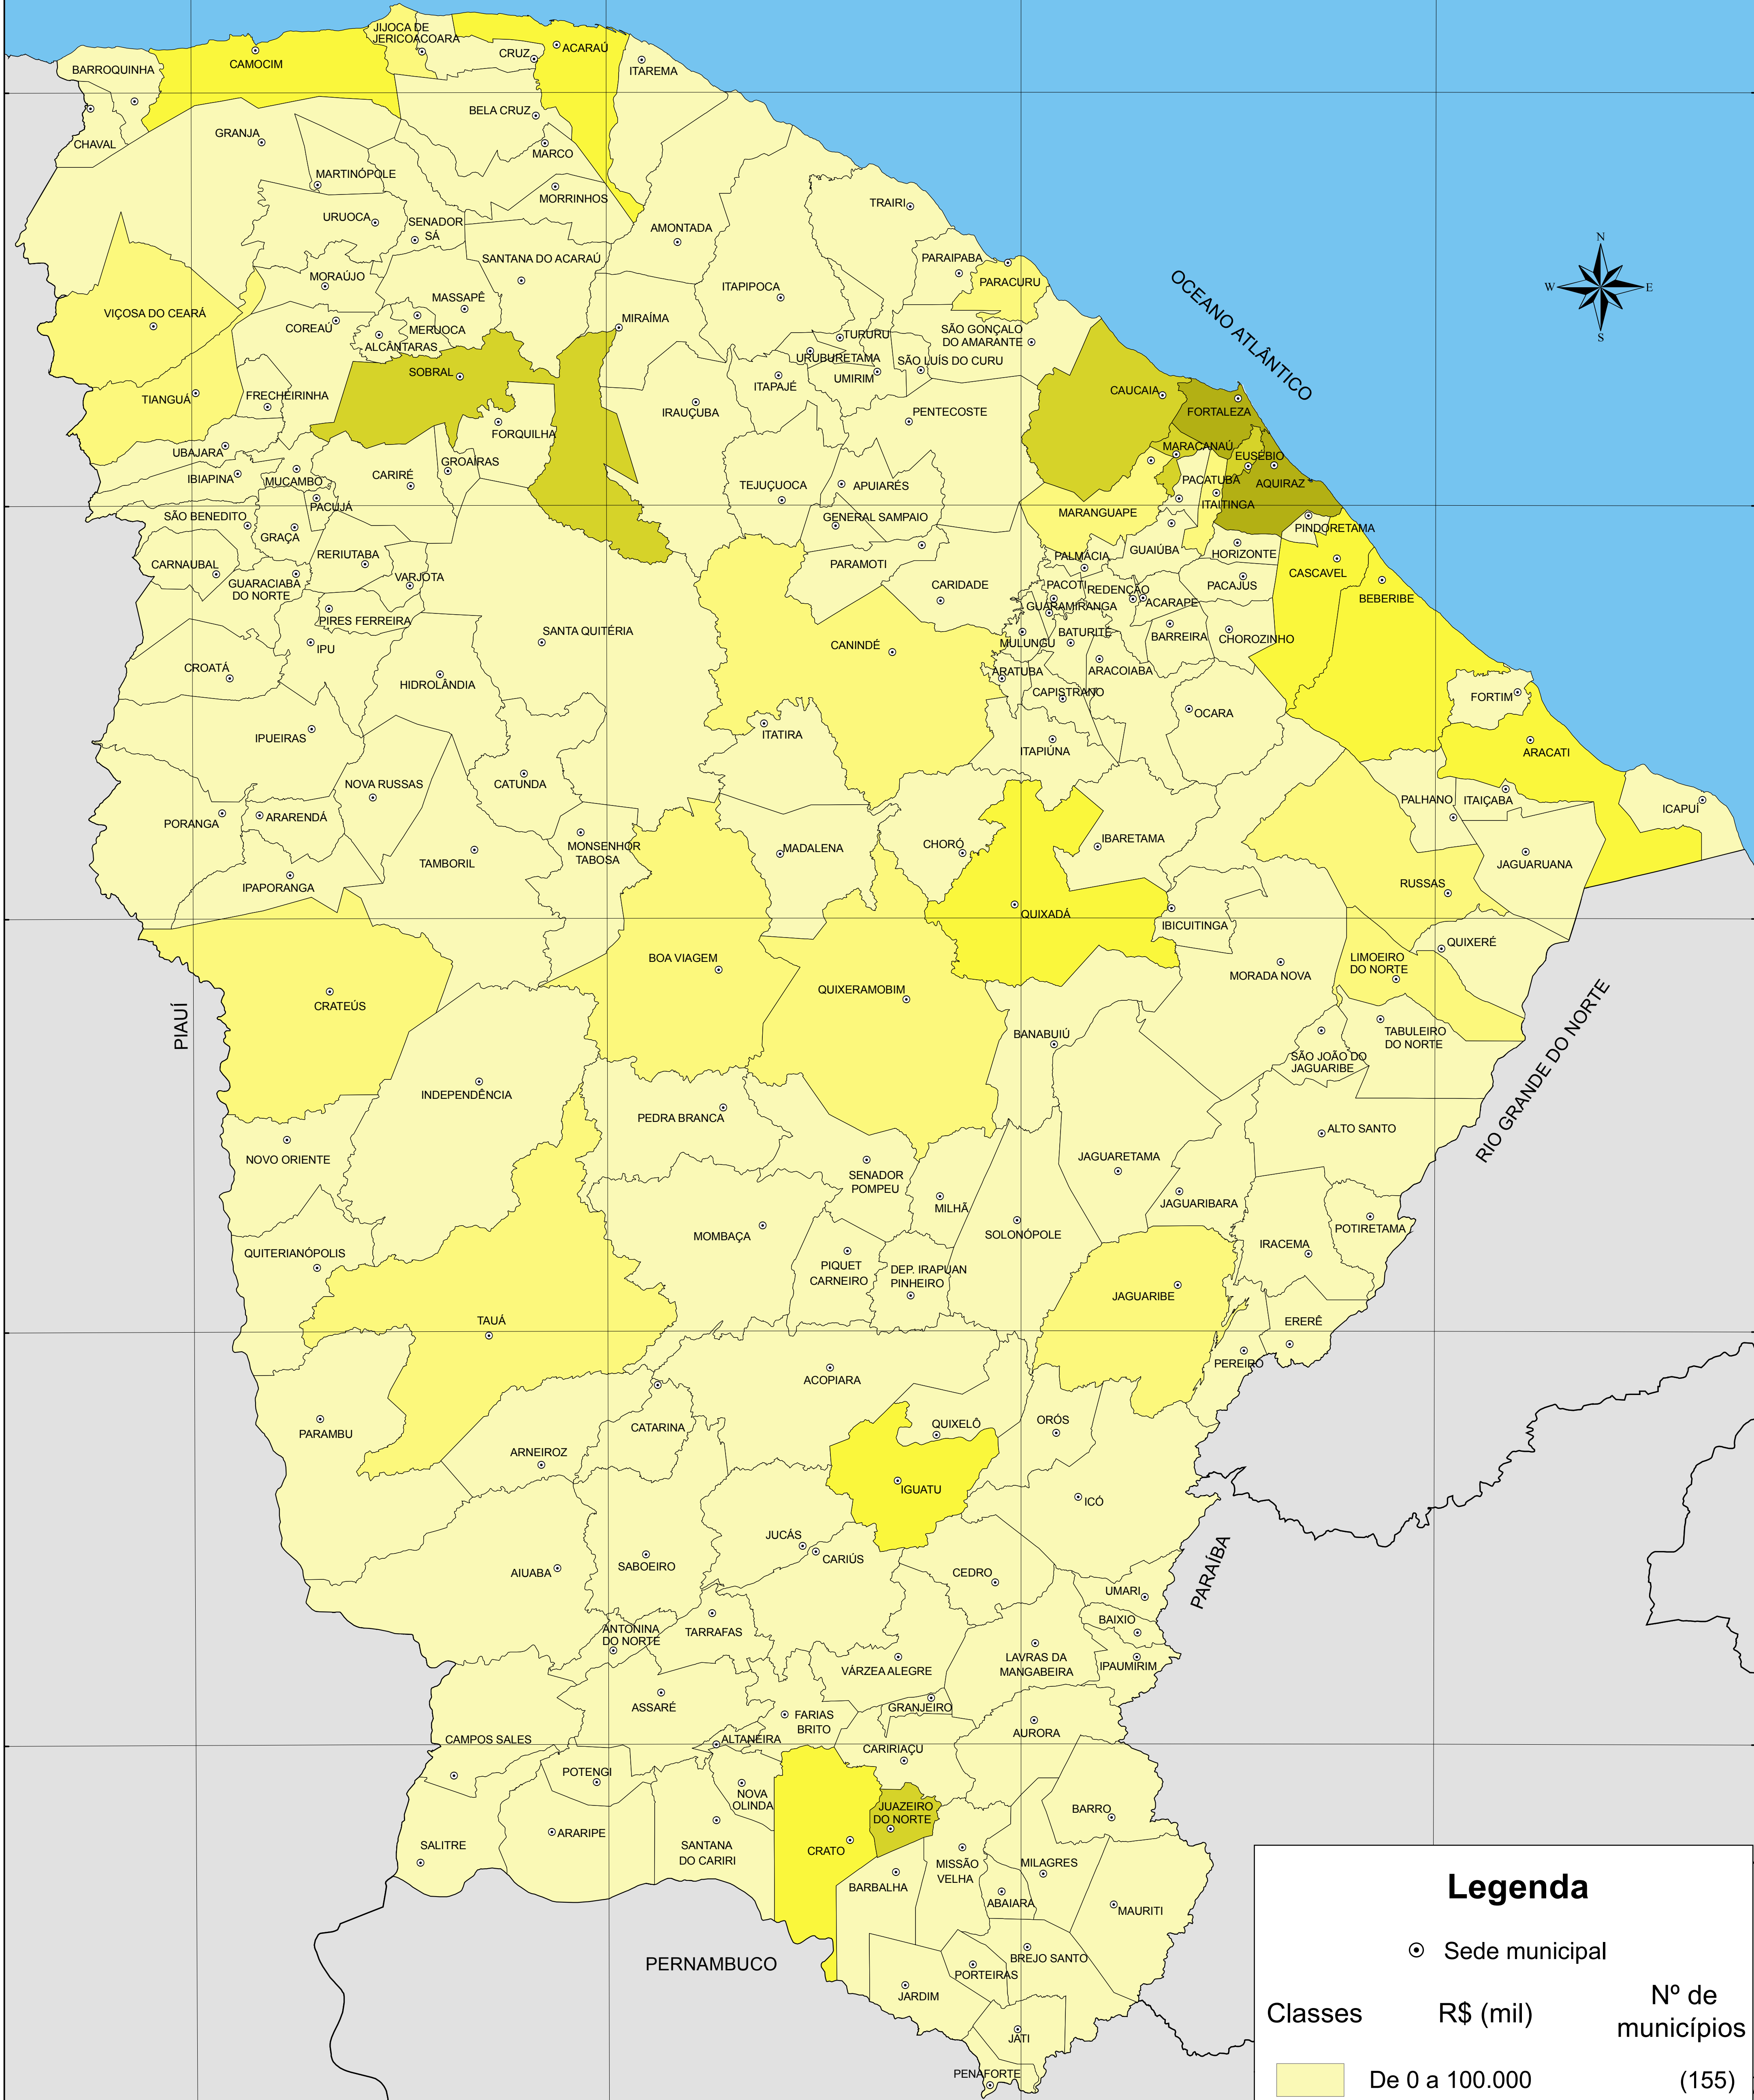 JIJOCA DE
JERICOACOARA
CRUZ
ACARAÚ
BARROQUINHA
CAMOCIM
ITAREMA
BELA CRUZ
CHAVAL
GRANJA
MARCO
MARTINÓPOLE
MORRINHOS
TRAIRI
URUOCA
SENADOR
SÁ
AMONTADA
N
SANTANA DO ACARAÚ
PARAIPABA
MORAÚJO
ITAPIPOCA
PARACURU
W
E
OCEANO ATLÂNTICO
MASSAPÊ
VIÇOSA DO CEARÁ
MIRAÍMA
COREAÚ
MERUOCA
SÃO GONÇALO
DO AMARANTE
S
TURURU
ALCÂNTARAS
URUBURETAMA
SÃO LUÍS DO CURU
SOBRAL
UMIRIM
ITAPAJÉ
CAUCAIA
TIANGUÁ
FRECHEIRINHA
IRAUÇUBA
PENTECOSTE
FORTALEZA
FORQUILHA
MARACANAÚ
UBAJARA
EUSÉBIO
GROAÍRAS
CARIRÉ
IBIAPINA
MUCAMBO
TEJUÇUOCA
APUIARÉS
PACATUBA
AQUIRAZ
PACUJÁ
ITAITINGA
SÃO BENEDITO
GENERAL SAMPAIO
MARANGUAPE
PINDORETAMA
GRAÇA
RERIUTABA
PALMÁCIA
GUAIÚBA
HORIZONTE
CARNAUBAL
PARAMOTI
CASCAVEL
VARJOTA
GUARACIABA
DO NORTE
CARIDADE
PACOTI
REDENÇÃO
PACAJUS
BEBERIBE
ACARAPE
GUARAMIRANGA
PIRES FERREIRA
SANTA QUITÉRIA
BATURITÉ
BARREIRA
CHOROZINHO
CANINDÉ
MULUNGU
IPU
CROATÁ
ARATUBA
ARACOIABA
HIDROLÂNDIA
CAPISTRANO
FORTIM
OCARA
ITATIRA
IPUEIRAS
ITAPIÚNA
ARACATI
NOVA RUSSAS
CATUNDA
PALHANO
ITAIÇABA
ICAPUÍ
PORANGA
ARARENDÁ
IBARETAMA
CHORÓ
MONSENHOR
TABOSA
MADALENA
TAMBORIL
JAGUARUANA
RUSSAS
IPAPORANGA
QUIXADÁ
IBICUITINGA
QUIXERÉ
BOA VIAGEM
LIMOEIRO
DO NORTE
MORADA NOVA
QUIXERAMOBIM
CRATEÚS
PIAUÍ
BANABUIÚ
TABULEIRO
DO NORTE
RIO GRANDE DO NORTE
SÃO JOÃO DO
JAGUARIBE
INDEPENDÊNCIA
PEDRA BRANCA
ALTO SANTO
NOVO ORIENTE
JAGUARETAMA
SENADOR
POMPEU
MILHÃ
JAGUARIBARA
POTIRETAMA
MOMBAÇA
SOLONÓPOLE
IRACEMA
QUITERIANÓPOLIS
PIQUET
CARNEIRO
DEP. IRAPUAN
PINHEIRO
JAGUARIBE
TAUÁ
ERERÊ
PEREIRO
ACOPIARA
QUIXELÔ
ORÓS
CATARINA
PARAMBU
ARNEIROZ
IGUATU
ICÓ
JUCÁS
CARIÚS
SABOEIRO
AIUABA
CEDRO
PARAÍBA
UMARI
BAIXIO
ANTONINA
DO NORTE
TARRAFAS
LAVRAS DA
MANGABEIRA
IPAUMIRIM
VÁRZEA ALEGRE
ASSARÉ
GRANJEIRO
FARIAS
BRITO
AURORA
CAMPOS SALES
ALTANEIRA
CARIRIAÇU
POTENGI
NOVA
OLINDA
JUAZEIRO
DO NORTE
BARRO
SALITRE
ARARIPE
SANTANA
DO CARIRI
CRATO
MISSÃO
VELHA
MILAGRES
BARBALHA
ABAIARA
MAURITI
PERNAMBUCO
BREJO SANTO
PORTEIRAS
JARDIM
JATI
PENAFORTE
Legenda
Sede municipal
Classes
R$ (mil)
Nº de
municípios
De 0 a 100.000
(155)